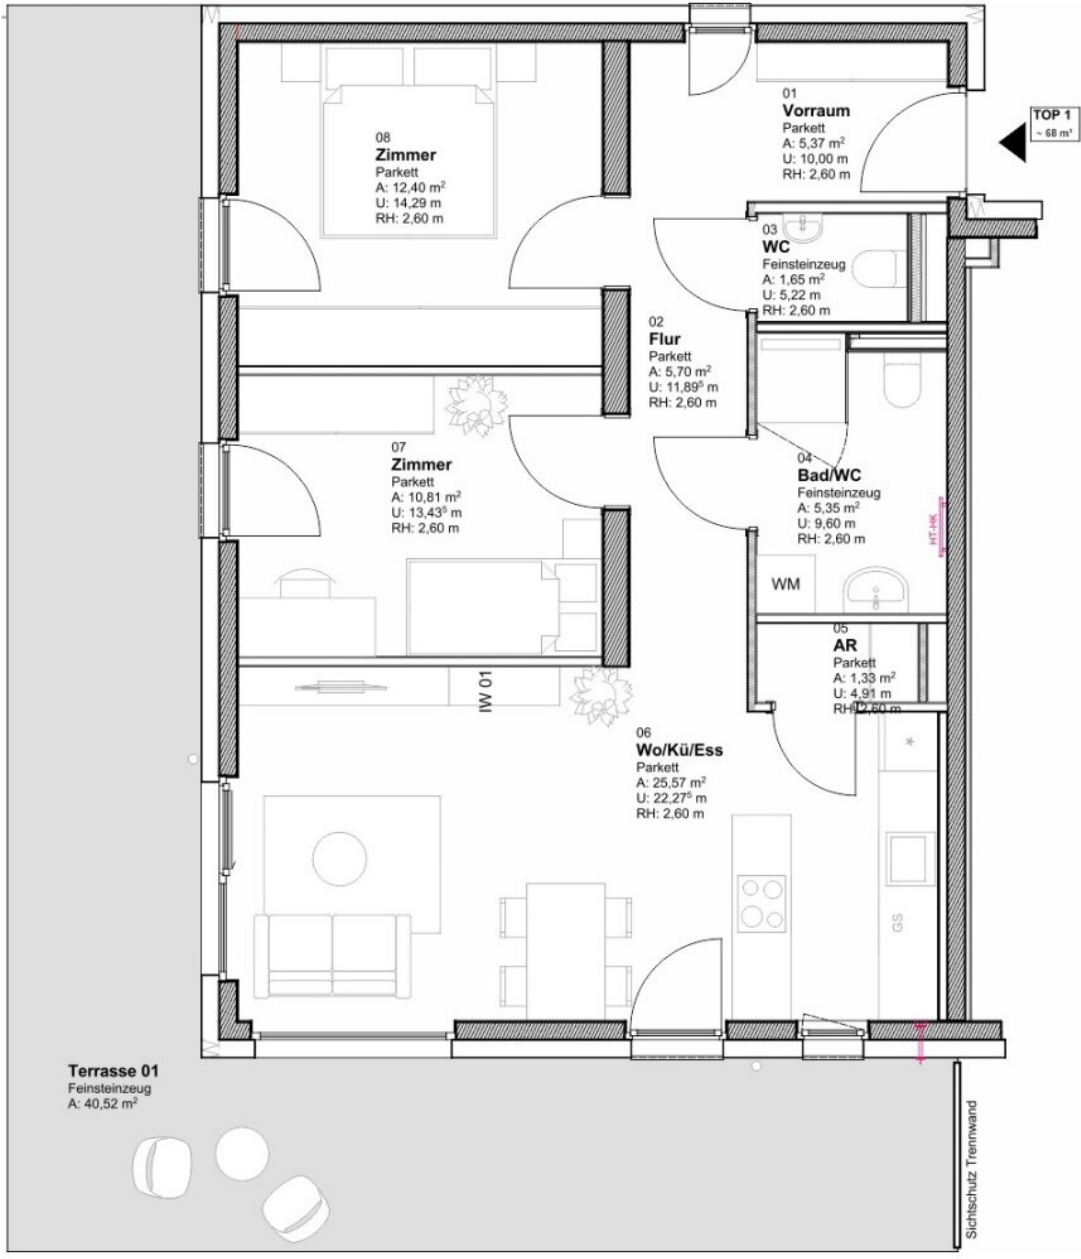 01
Vorraum
Parkett
A: 5,37 m²
U: 10,00 m
RH: 2,60 m
TOP 1
~ 68 m²
08
Zimmer
Parkett
A: 12,40 m²
U: 14,29 m
RH: 2,60 m
03
WC
Feinsteinzeug
A: 1,65 m²
U: 5,22 m
RH: 2,60 m
02
Flur
Parkett
A: 5,70 m²
U: 11,89⁵ m
RH: 2,60 m
07
Zimmer
Parkett
A: 10,81 m²
U: 13,43⁵ m
RH: 2,60 m
04
Bad/WC
Feinsteinzeug
A: 5,35 m²
U: 9,60 m
RH: 2,60 m
HT-HK
WM
05
AR
Parkett
A: 1,33 m²
U: 4,91 m
RH: 2,60 m
IW 01
06
Wo/Kü/Ess
Parkett
A: 25,57 m²
U: 22,27⁵ m
RH: 2,60 m
*
GS
Terrasse 01
Feinsteinzeug
A: 40,52 m²
Sichtschutz Trennwand